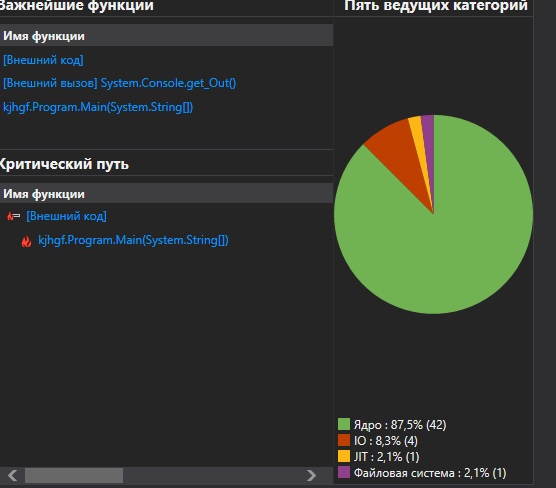 Важнейшие функции
Имя функции
[Внешний код]
[Внешний вызов] System.Console.get_Out()
kjhgf.Program.Main(System.String[])
Критический путь
Имя функции
[Внешний код]
kjhgf.Program.Main(System.String[])
Пять ведущих категорий
Ядро : 87,5% (42)
IO : 8,3% (4)
JIT : 2,1% (1)
Файловая система : 2,1% (1)